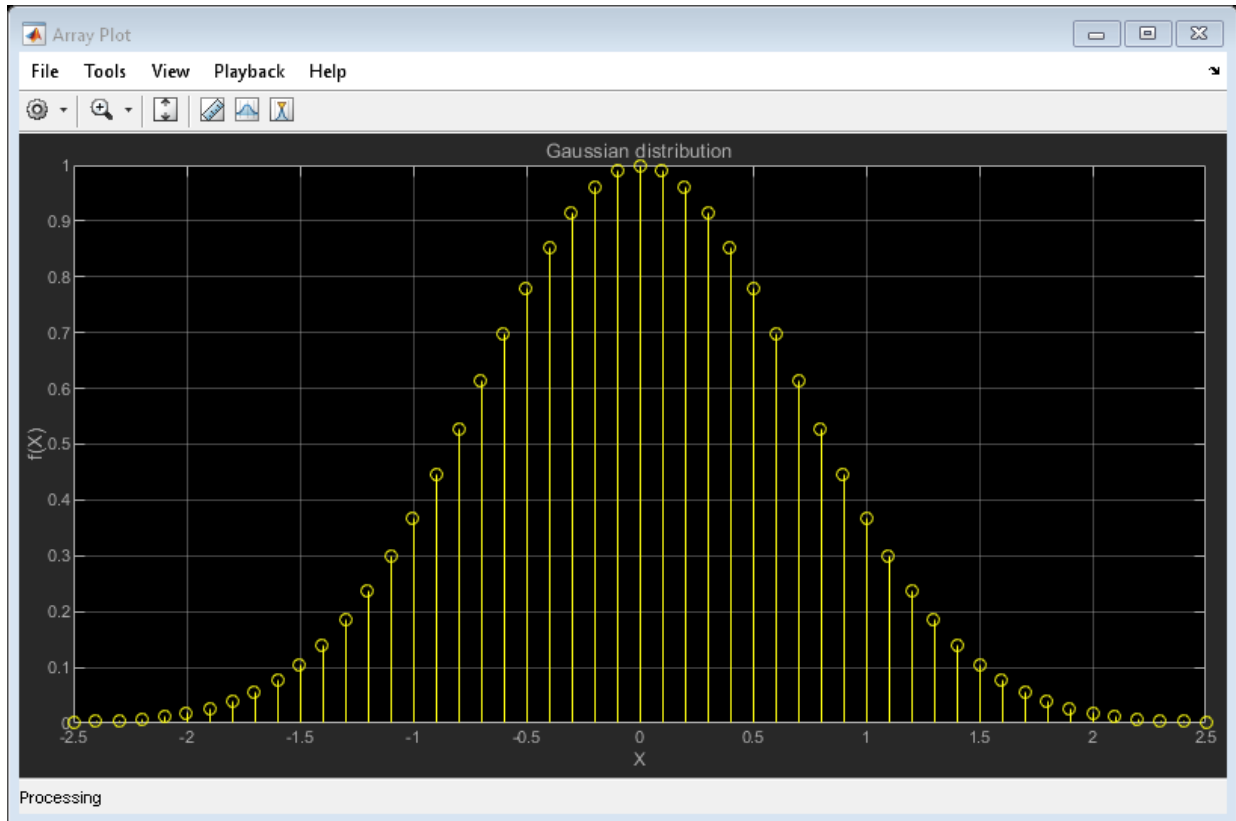 Array Plot
File Tools View Playback Help
Gaussian distribution
1
0.9
0.8
0.7
0.6
0.5
0.4
0.3
0.2
0.1
0
f(X)
-2.5 -2 -1.5 -1 -0.5 0 0.5 1 1.5 2 2.5
X
Processing